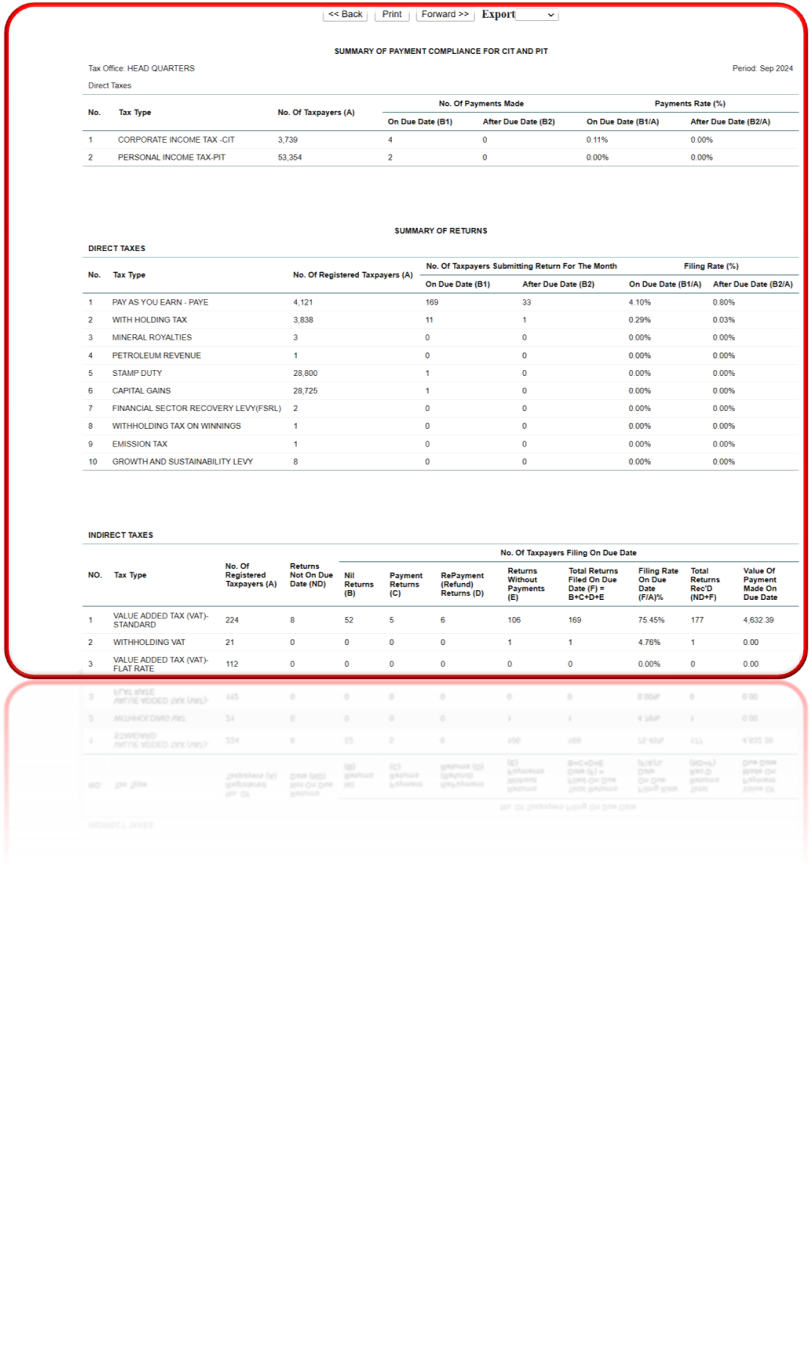 << Back Print Forward >> Export
SUMMARY OF PAYMENT COMPLIANCE FOR CIT AND PIT
Tax Office: HEAD QUARTERS Period: Sep 2024
Direct Taxes
No. Tax Type No. Of Taxpayers (A) No. Of Payments Made Payments Rate (%)
On Due Date (B1) After Due Date (B2) On Due Date (B1/A) After Due Date (B2/A)
1 CORPORATE INCOME TAX -CIT 3,739 4 0 0.11% 0.00%
2 PERSONAL INCOME TAX-PIT 53,354 2 0 0.00% 0.00%
SUMMARY OF RETURNS
DIRECT TAXES
No. Tax Type No. Of Registered Taxpayers (A) No. Of Taxpayers Submitting Return For The Month Filing Rate (%)
On Due Date (B1) After Due Date (B2) On Due Date (B1/A) After Due Date (B2/A)
1 PAY AS YOU EARN - PAYE 4,121 169 33 4.10% 0.80%
2 WITH HOLDING TAX 3,838 11 1 0.29% 0.03%
3 MINERAL ROYALTIES 3 0 0 0.00% 0.00%
4 PETROLEUM REVENUE 1 0 0 0.00% 0.00%
5 STAMP DUTY 28,800 1 0 0.00% 0.00%
6 CAPITAL GAINS 28,725 1 0 0.00% 0.00%
7 FINANCIAL SECTOR RECOVERY LEVY(FSRL) 2 0 0 0.00% 0.00%
8 WITHHOLDING TAX ON WINNINGS 1 0 0 0.00% 0.00%
9 EMISSION TAX 1 0 0 0.00% 0.00%
10 GROWTH AND SUSTAINABILITY LEVY 8 0 0 0.00% 0.00%
INDIRECT TAXES
No. Of Taxpayers Filing On Due Date
NO. Tax Type No. Of Registered Taxpayers (A) Returns Not On Due Date (ND) Nil Returns (B) Payment Returns (C) RePayment (Refund) Returns (D) Returns Without Payments (E) Total Returns Filed On Due Date (F) = B+C+D+E Filing Rate On Due Date (F/A)% Total Returns Rec'D (ND+F) Value Of Payment Made On Due Date
1 VALUE ADDED TAX (VAT)-STANDARD 224 8 52 5 6 106 169 75.45% 177 4,632.39
2 WITHHOLDING VAT 21 0 0 0 0 1 1 4.76% 1 0.00
3 VALUE ADDED TAX (VAT)-FLAT RATE 112 0 0 0 0 0 0 0.00% 0 0.00